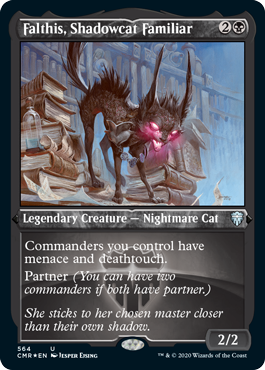 Falthis, Shadowcat Familiar 2
Legendary Creature — Nightmare Cat
Commanders you control have
menace and deathtouch.
Partner (You can have two
commanders if both have partner.)
She sticks to her chosen master closer
than their own shadow.
2/2
564 U
CMR ★ EN Jesper Ejsing
™ & © 2020 Wizards of the Coast